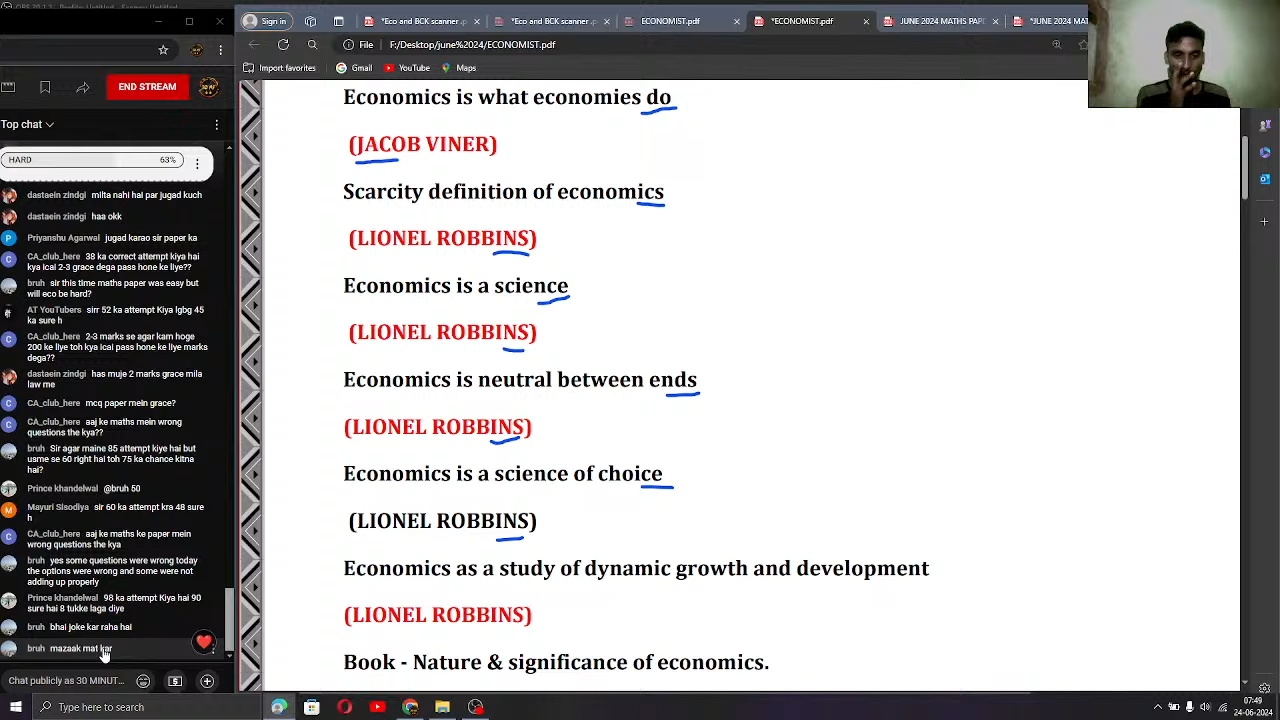 Sign in
*Eco and BCK scanner .p
*Eco and BCK scanner .p
ECONOMIST.pdf
*ECONOMIST.pdf
JUNE 2024 MATHS PAP
*JUNE 2024 M
File
F:/Desktop/june%2024/ECONOMIST.pdf
Import favorites
Gmail
YouTube
Maps
END STREAM
Top chat
HARD 63%
dastaein zindgi milta nahi hai par jugad kuch
dastaein zindgi haa okk
Priyanshu Agarwal jugad karao sir paper ka
CA_club_here 38 ka correct attempt kiya hai
kya icai 2-3 grace dega pass hone ke liye??
bruh sir this time maths paper was easy but
will eco be hard?
AT YouTubers sirr 52 ka attempt Kiya lgbg 45
ka sure h
CA_club_here 2-3 marks se agar kam hoge
200 ke liye toh kya icai pass hone ke liye marks
dega??
dastaein zindgi has muje 2 marks grace mila
law me
CA_club_here mcq paper mein grace?
CA_club_here aaj ke maths mein wrong
questions the kya??
bruh Sir agar maine 85 attempt kiye hai but
usme se 60 right hai toh 75 ka chance kitna
hai?
Prince khandelwal @bruh 50
Mayuri SIsodiya sir 60 attempt kra 48 sure
h
CA_club_here aaj ke maths ke paper mein
wrong questions the kya
bruh yes some questions were wrong today
the options were wrong and some were not
adding up properly
Prince khandelwal 98 ka attempt Kiya hai 90
sure hai 8 tukke laga diye
bruh bhai joke kar raha hai
bruh mazaak mat kar
Chat publicly as 30 MINUT...
Economics is what economies do
(JACOB VINER)
Scarcity definition of economics
(LIONEL ROBBINS)
Economics is a science
(LIONEL ROBBINS)
Economics is neutral between ends
(LIONEL ROBBINS)
Economics is a science of choice
(LIONEL ROBBINS)
Economics as a study of dynamic growth and development
(LIONEL ROBBINS)
Book - Nature & significance of economics.
Type here to search
07:49
24-06-2024